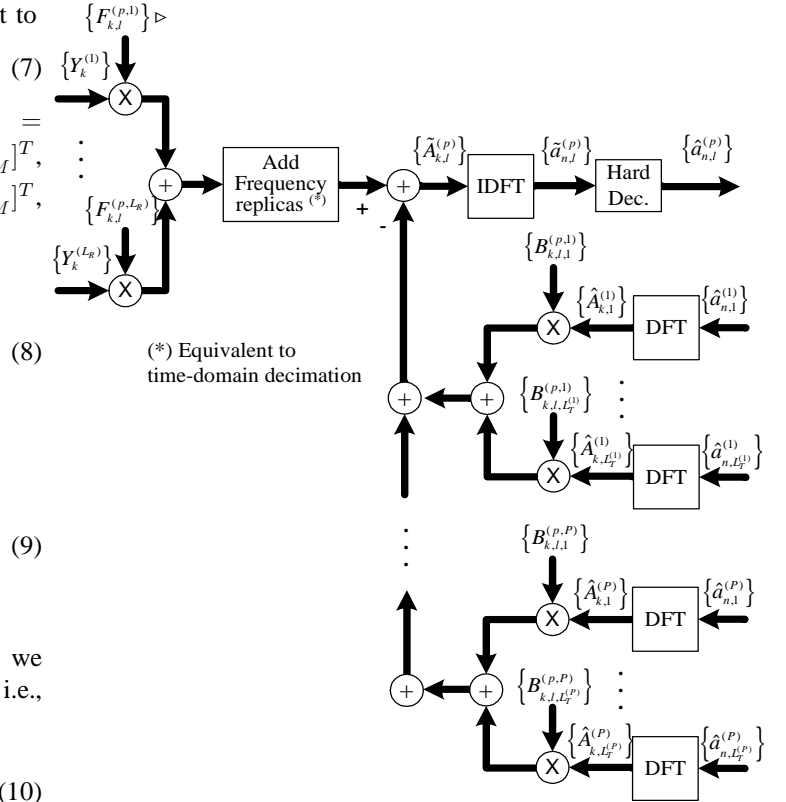 t to
(7)
=
_M]^T,
_M]^T,
(8)
(9)
we
i.e.,
(10)
{F_{k,l}^{(p,1)}} ▹
{Y_k^{(1)}}
X
⋮
{F_{k,l}^{(p,L_R)}}
{Y_k^{(L_R)}}
X
+
Add
Frequency
replicas (*)
+
-
+
{Ã_{k,l}^{(p)}}
IDFT
{ã_{n,l}^{(p)}}
Hard
Dec.
{â_{n,l}^{(p)}}
(*) Equivalent to
time-domain decimation
{B_{k,l,1}^{(p,1)}}
X
{Â_{k,1}^{(1)}}
DFT
{â_{n,1}^{(1)}}
+
+
{B_{k,l,L_T^{(1)}}^{(p,1)}}
⋮
X
{Â_{k,L_T^{(1)}}^{(1)}}
DFT
{â_{n,L_T^{(1)}}^{(1)}}
⋮
{B_{k,l,1}^{(p,P)}}
X
{Â_{k,1}^{(P)}}
DFT
{â_{n,1}^{(P)}}
+
+
{B_{k,l,L_T^{(P)}}^{(p,P)}}
⋮
X
{Â_{k,L_T^{(P)}}^{(P)}}
DFT
{â_{n,L_T^{(P)}}^{(P)}}